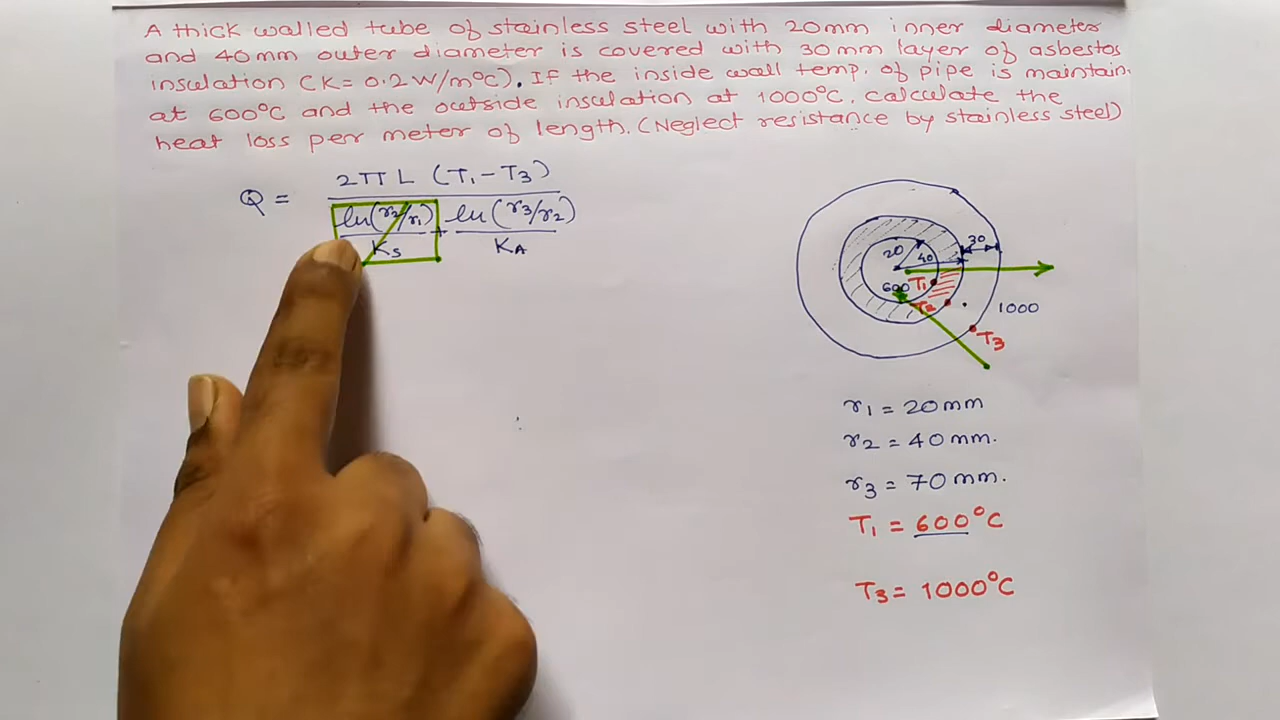 A thick walled tube of stainless steel with 20mm inner diameter
and 40mm outer diameter is covered with 30mm layer of asbestos
insulation (K= 0.2 W/m°C). If the inside wall temp. of pipe is maintain.
at 600°C and the outside insulation at 1000°C. calculate the
heat loss per meter of length. (Neglect resistance by stainless steel)
Q = 2πL (T1-T3)
ln(r2/r1) + ln(r3/r2)
KS KA
20
40
30
600
T1
T2
1000
T3
r1 = 20mm
r2 = 40mm.
r3 = 70mm.
T1 = 600°C
T3 = 1000°C